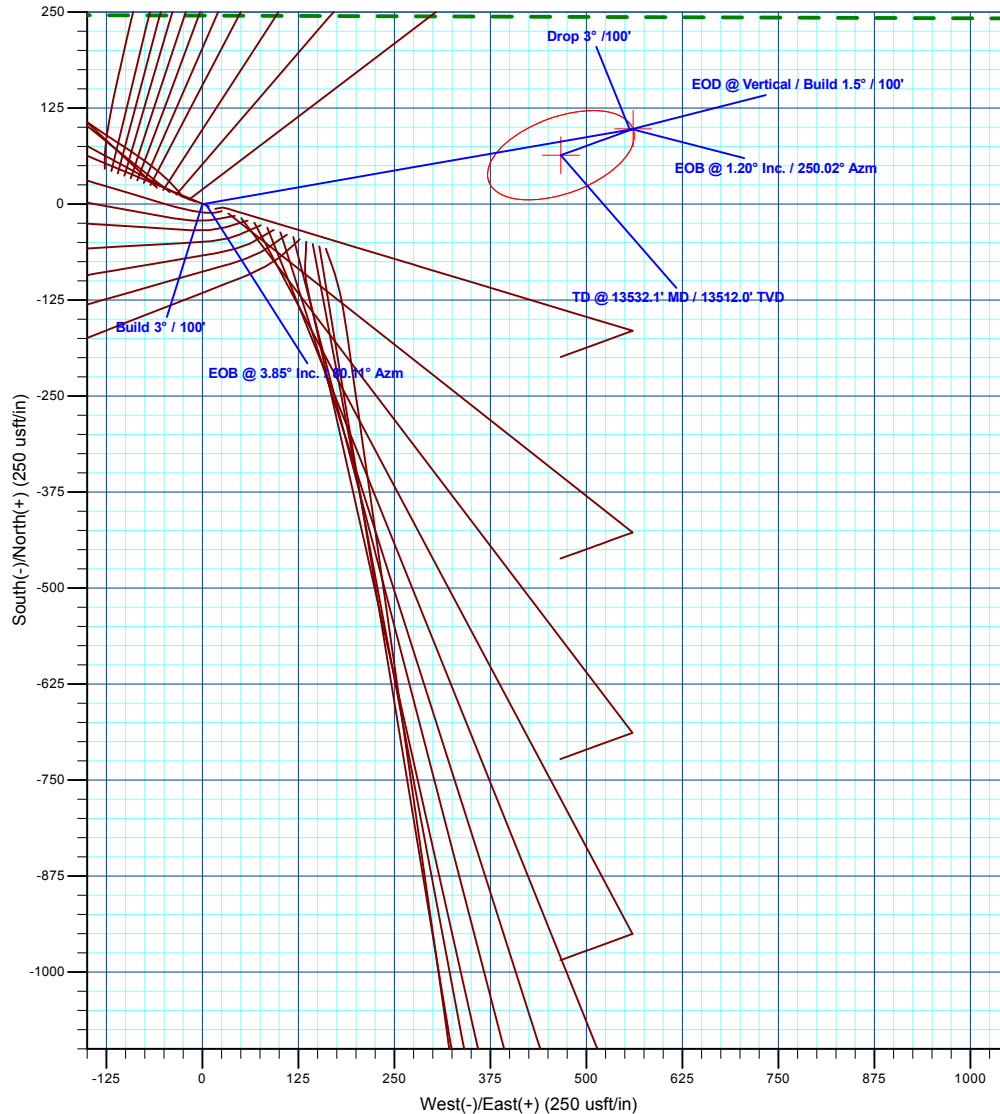 250
125
0
-125
-250
-375
-500
-625
-750
-875
-1000
South(-)/North(+) (250 usft/in)
Drop 3° /100'
EOD @ Vertical / Build 1.5° / 100'
EOB @ 1.20° Inc. / 250.02° Azm
TD @ 13532.1' MD / 13512.0' TVD
Build 3° / 100'
EOB @ 3.85° Inc. / 80.11° Azm
-125 0 125 250 375 500 625 750 875 1000
West(-)/East(+) (250 usft/in)